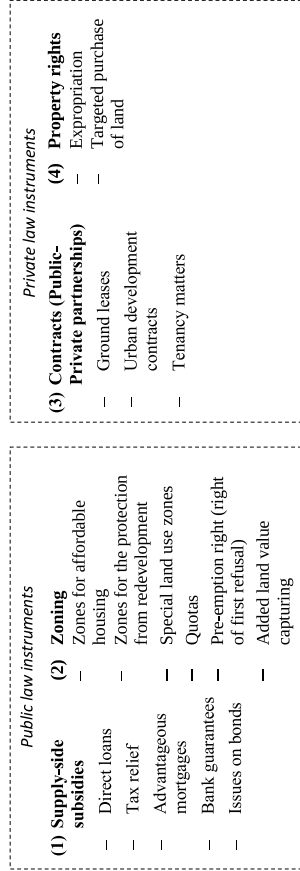 Public law instruments
(1) Supply-side
subsidies
– Direct loans
– Tax relief
– Advantageous
mortgages
– Bank guarantees
– Issues on bonds
(2) Zoning
– Zones for affordable
housing
– Zones for the protection
from redevelopment
– Special land use zones
– Quotas
– Pre-emption right (right
of first refusal)
– Added land value
capturing
Private law instruments
(3) Contracts (Public-
Private partnerships)
– Ground leases
– Urban development
contracts
– Tenancy matters
(4) Property rights
– Expropriation
– Targeted purchase
of land